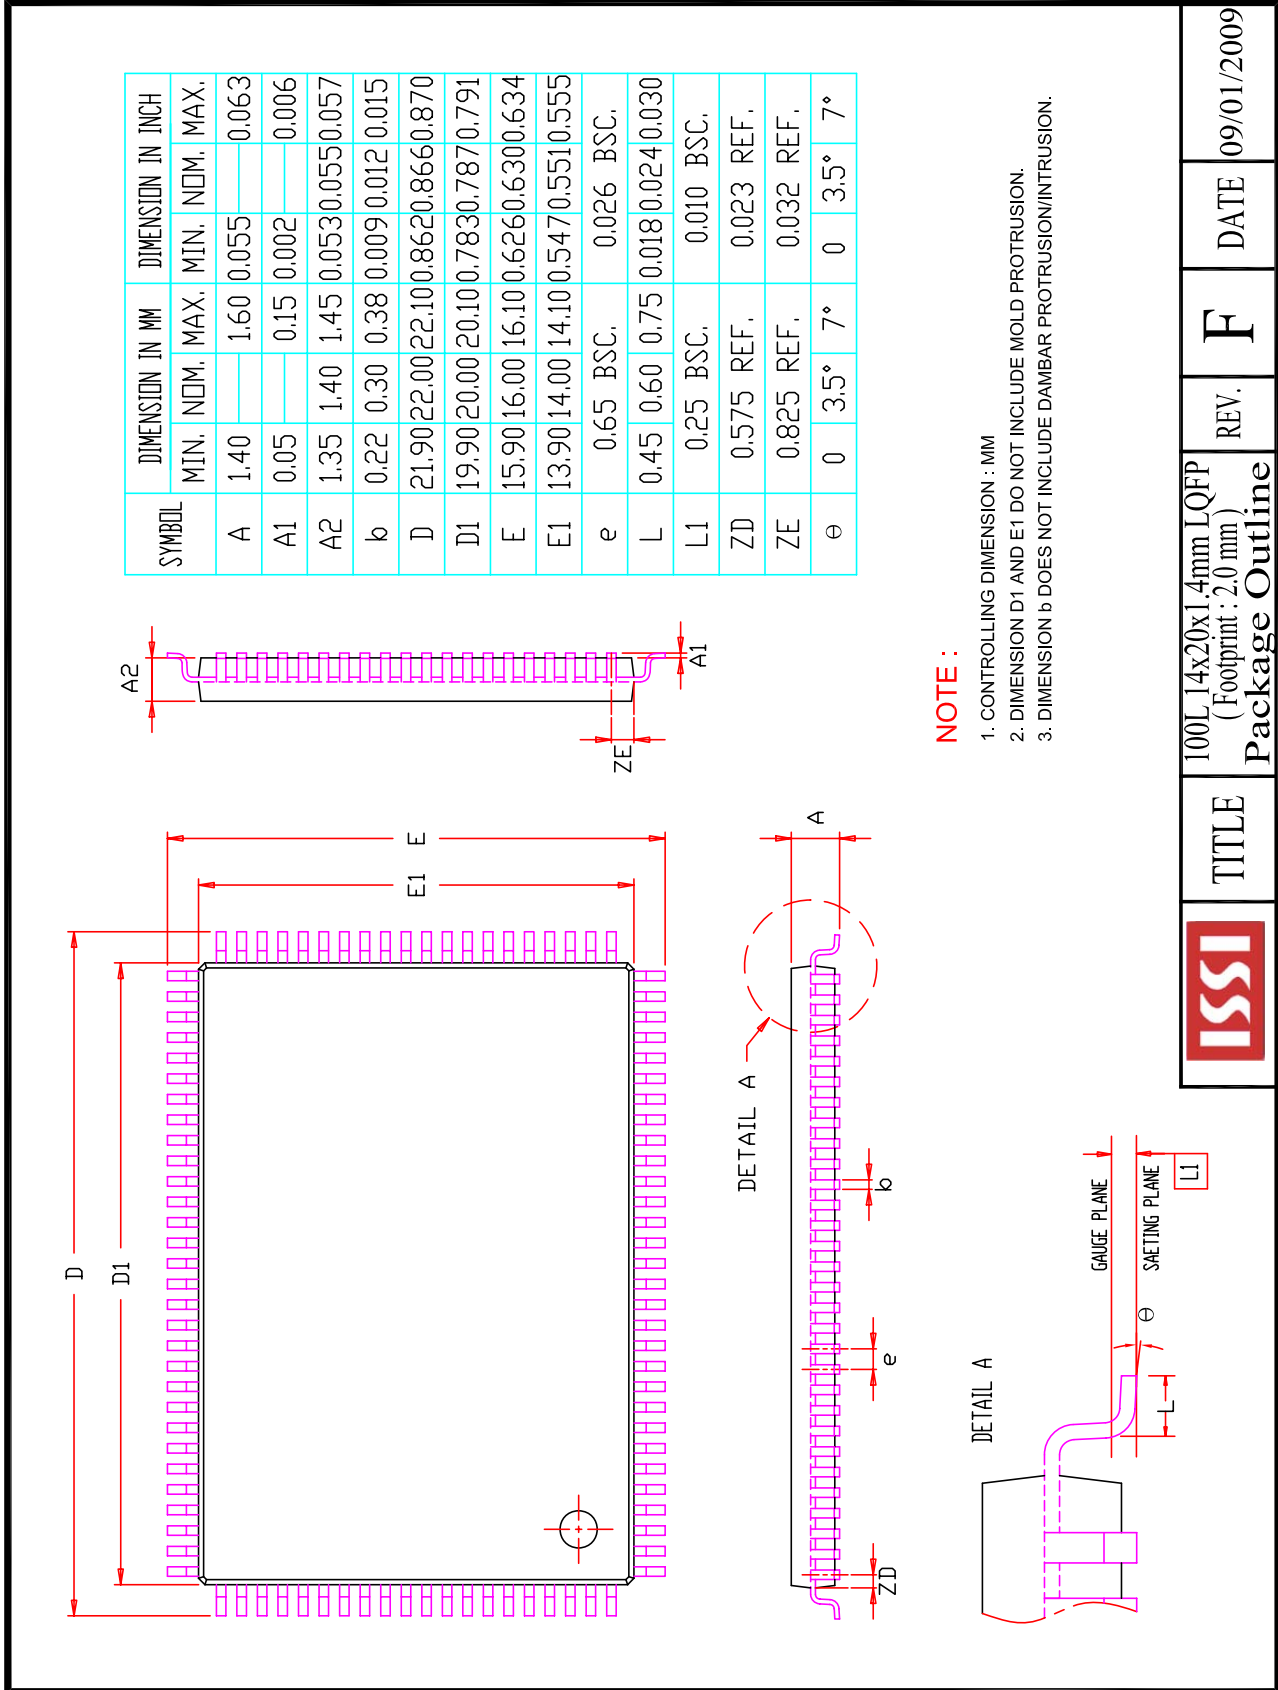 D
D1
E
E1
A2
A1
ZE
SYMBOL DIMENSION IN MM DIMENSION IN INCH
MIN. NOM. MAX. MIN. NOM. MAX.
A 1.40 1.60 0.055 0.063
A1 0.05 0.15 0.002 0.006
A2 1.35 1.40 1.45 0.053 0.055 0.057
b 0.22 0.30 0.38 0.009 0.012 0.015
D 21.90 22.00 22.10 0.862 0.866 0.870
D1 19.90 20.00 20.10 0.783 0.787 0.791
E 15.90 16.00 16.10 0.626 0.630 0.634
E1 13.90 14.00 14.10 0.547 0.551 0.555
e 0.65 BSC. 0.026 BSC.
L 0.45 0.60 0.75 0.018 0.024 0.030
L1 0.25 BSC. 0.010 BSC.
ZD 0.575 REF. 0.023 REF.
ZE 0.825 REF. 0.032 REF.
θ 0 3.5° 7° 0 3.5° 7°
DETAIL A
A
ZD
e
b
DETAIL A
GAUGE PLANE
SAETING PLANE
L
θ
L1
NOTE :
1. CONTROLLING DIMENSION : MM
2. DIMENSION D1 AND E1 DO NOT INCLUDE MOLD PROTRUSION.
3. DIMENSION b DOES NOT INCLUDE DAMBAR PROTRUSION/INTRUSION.
ISSI
TITLE
100L 14x20x1.4mm LQFP
( Footprint : 2.0 mm )
Package Outline
REV.
F
DATE
09/01/2009